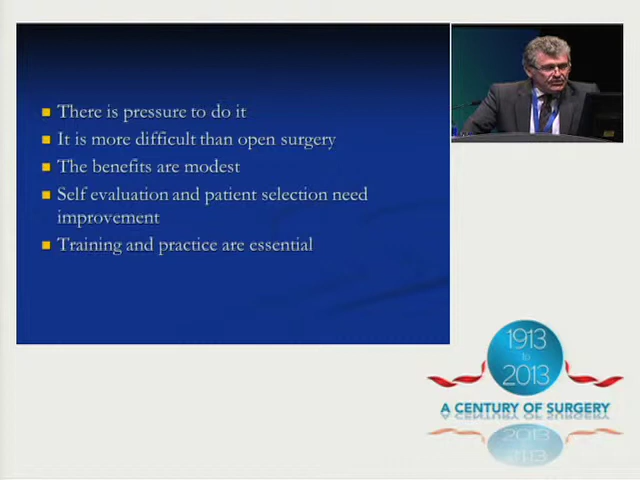 There is pressure to do it
It is more difficult than open surgery
The benefits are modest
Self evaluation and patient selection need
improvement
Training and practice are essential
1913
to
2013
A CENTURY OF SURGERY